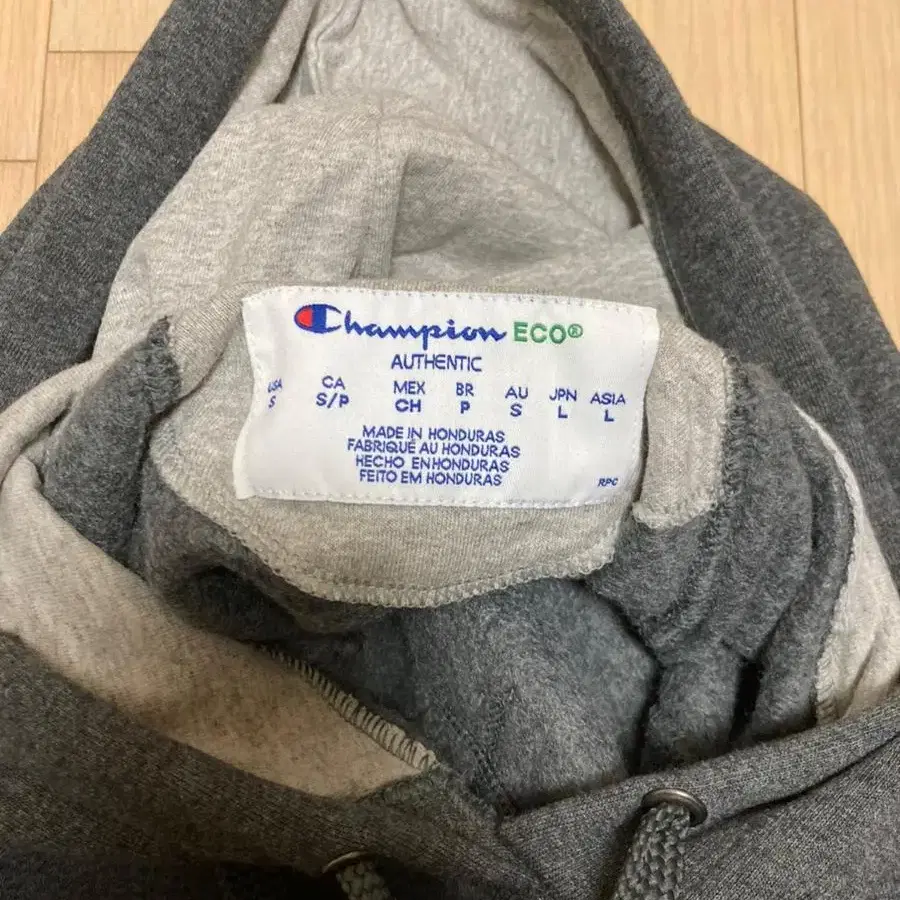 Champion ECO®
AUTHENTIC
USA CA MEX BR AU JPN ASIA
S S/P CH P S L L
MADE IN HONDURAS
FABRIQUÉ AU HONDURAS
HECHO EN HONDURAS
FEITO EM HONDURAS
RPC